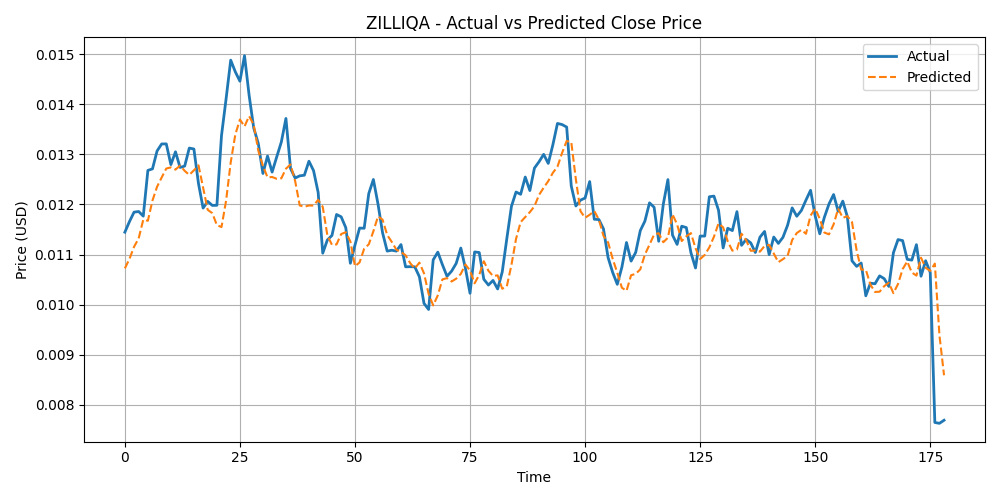 ZILLIQA - Actual vs Predicted Close Price
Actual
Predicted
Price (USD)
0.015
0.014
0.013
0.012
0.011
0.010
0.009
0.008
0 25 50 75 100 125 150 175
Time